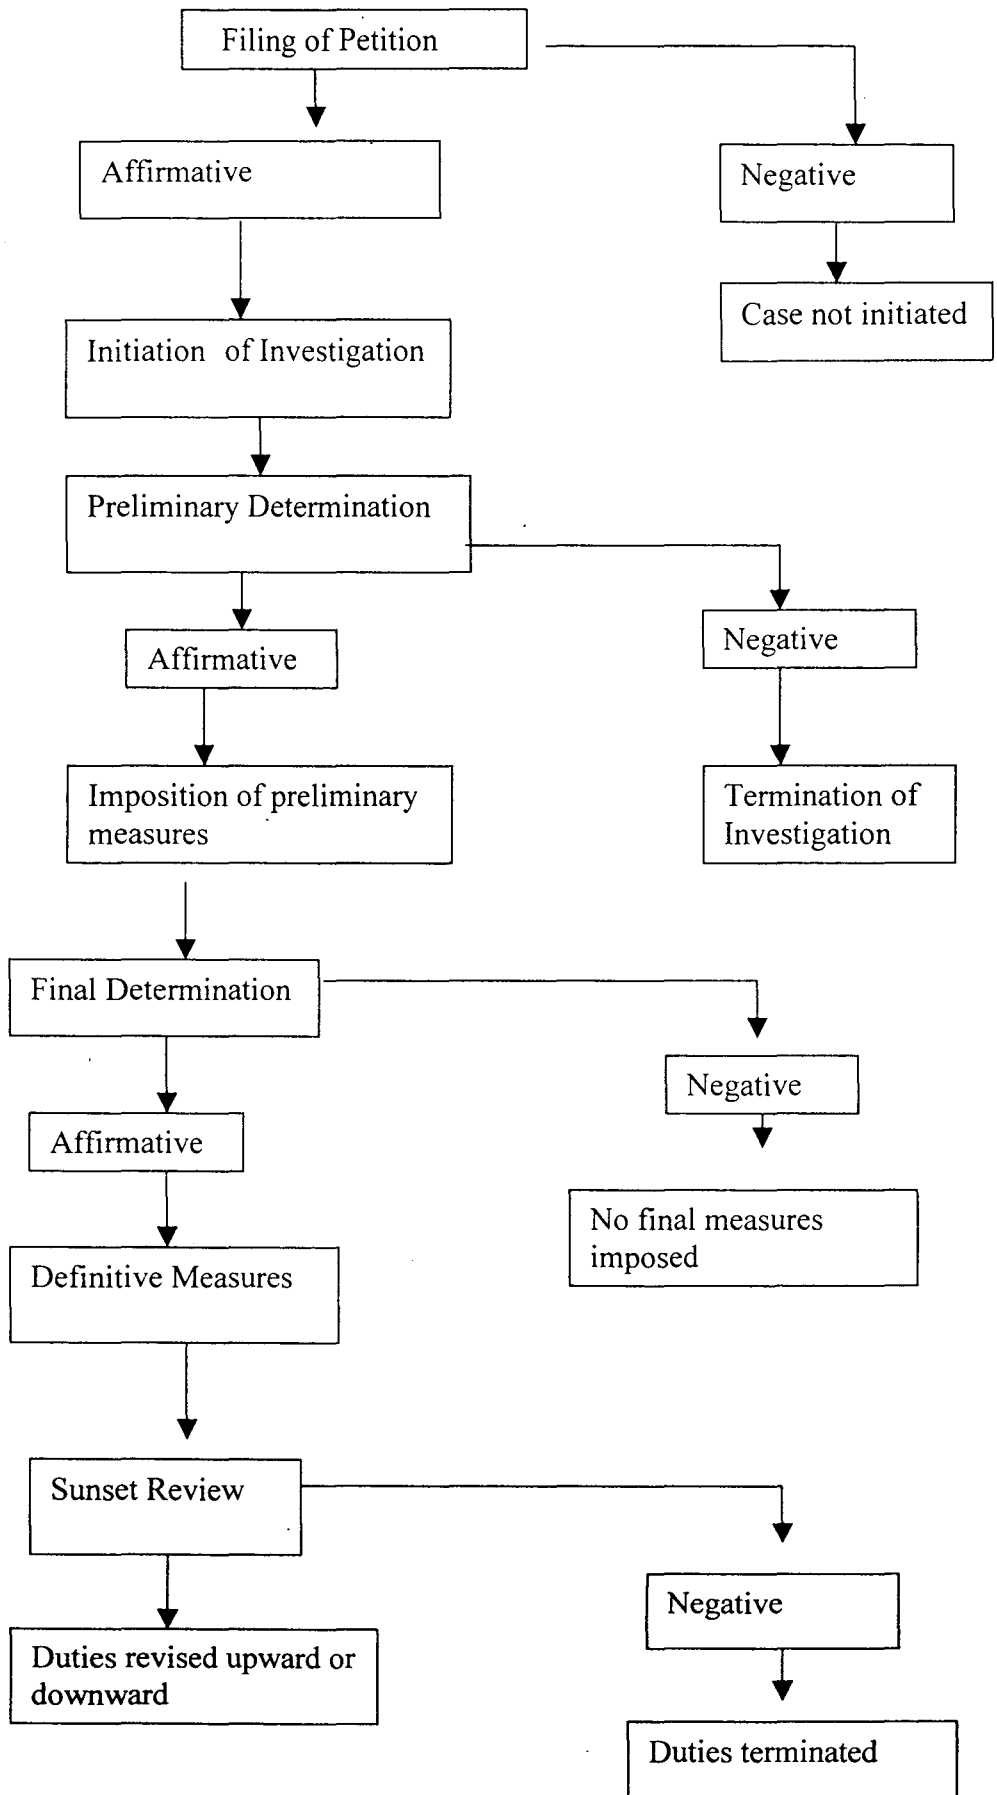 Filing of Petition
Affirmative
Negative
Case not initiated
Initiation of Investigation
Preliminary Determination
Affirmative
Negative
Imposition of preliminary
measures
Termination of
Investigation
Final Determination
Negative
Affirmative
No final measures
imposed
Definitive Measures
Sunset Review
Negative
Duties revised upward or
downward
Duties terminated